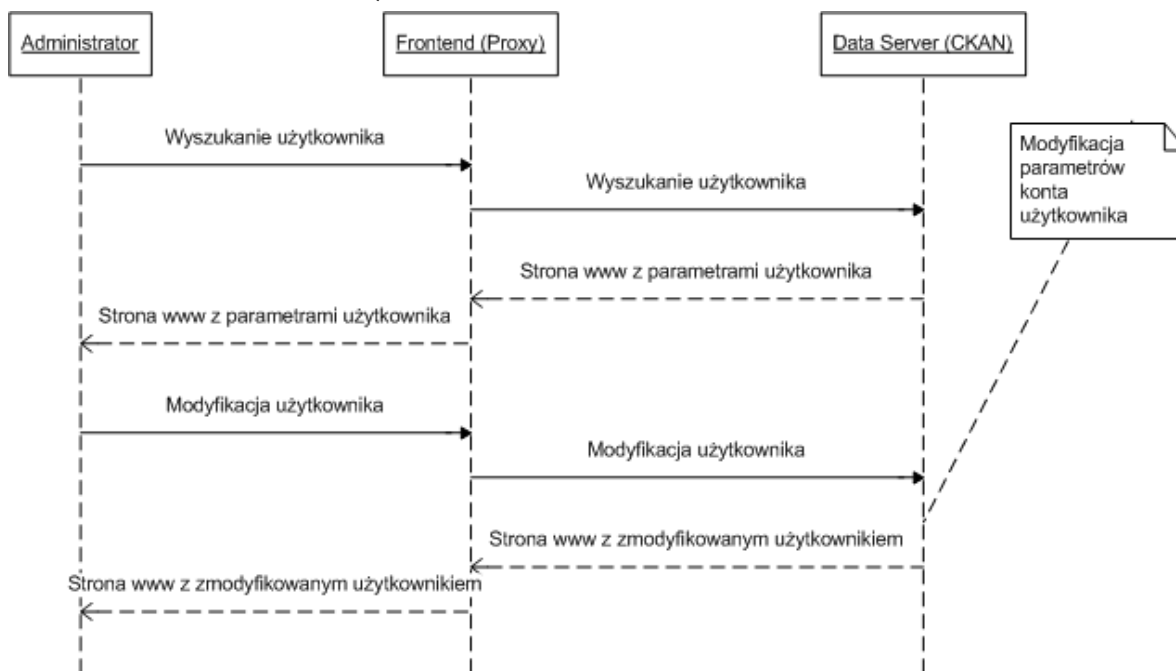 Administrator
Frontend (Proxy)
Data Server (CKAN)
Wyszukanie użytkownika
Modyfikacja
parametrów
konta
użytkownika
Wyszukanie użytkownika
Strona www z parametrami użytkownika
Strona www z parametrami użytkownika
Modyfikacja użytkownika
Modyfikacja użytkownika
Strona www z zmodyfikowanym użytkownikiem
Strona www z zmodyfikowanym użytkownikiem